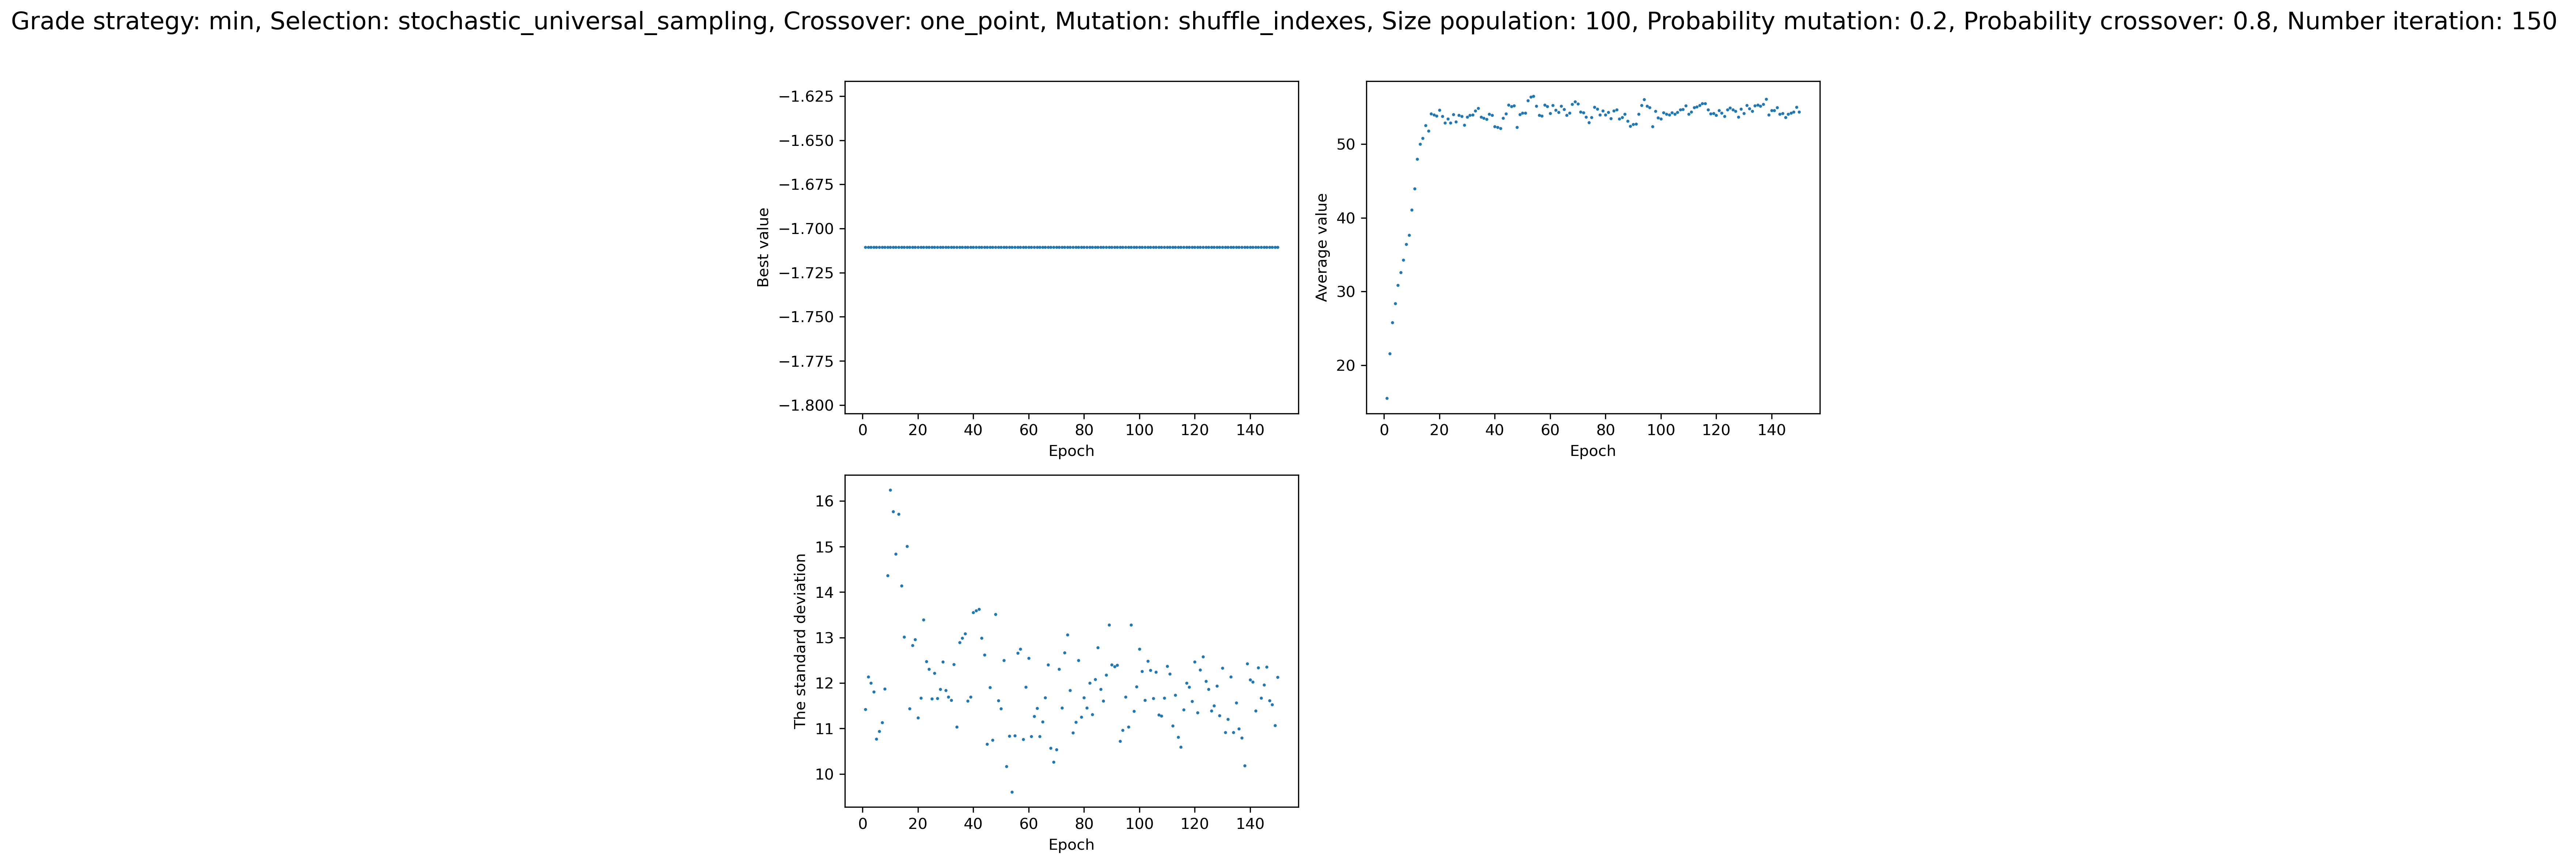 Grade strategy: min, Selection: stochastic_universal_sampling, Crossover: one_point, Mutation: shuffle_indexes, Size population: 100, Probability mutation: 0.2, Probability crossover: 0.8, Number iteration: 150
Best value
−1.625
−1.650
−1.675
−1.700
−1.725
−1.750
−1.775
−1.800
0 20 40 60 80 100 120 140
Epoch
Average value
50
40
30
20
0 20 40 60 80 100 120 140
Epoch
The standard deviation
16
15
14
13
12
11
10
0 20 40 60 80 100 120 140
Epoch